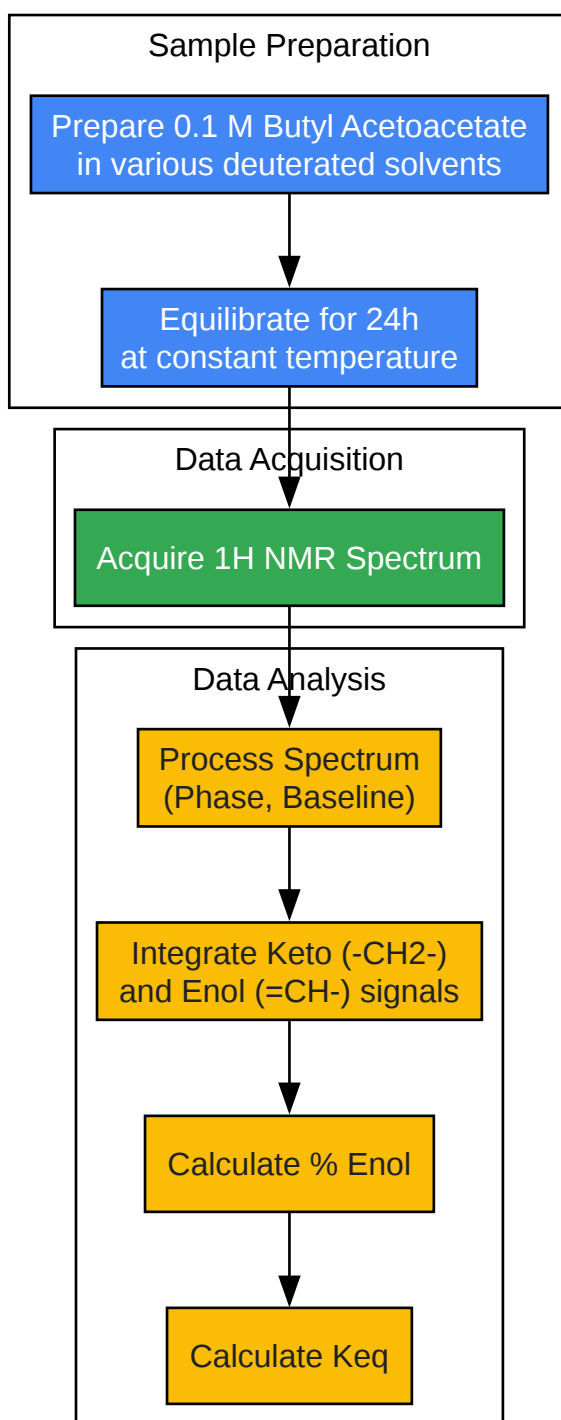 Sample Preparation
Prepare 0.1 M Butyl Acetoacetate
in various deuterated solvents
Equilibrate for 24h
at constant temperature
Data Acquisition
Acquire 1H NMR Spectrum
Data Analysis
Process Spectrum
(Phase, Baseline)
Integrate Keto (-CH2-)
and Enol (=CH-) signals
Calculate % Enol
Calculate Keq